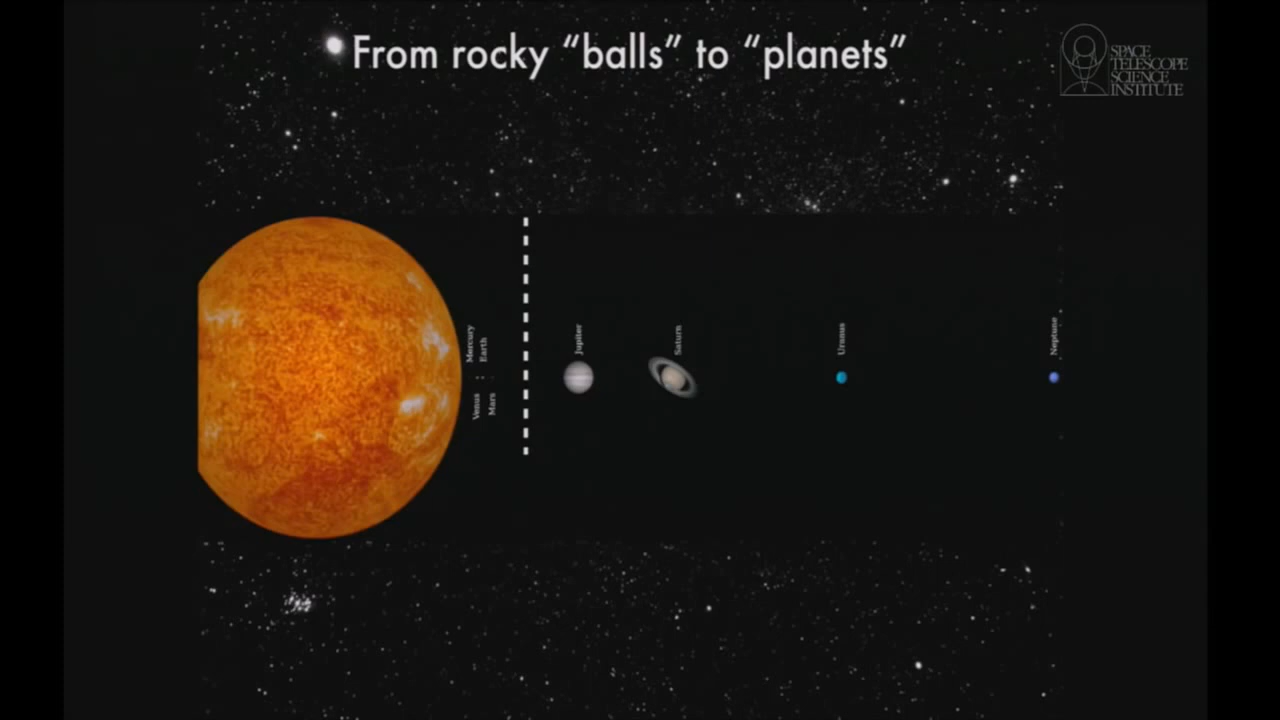 From rocky “balls” to “planets”
SPACE
TELESCOPE
SCIENCE
INSTITUTE
Mercury
Earth
Venus
Mars
Jupiter
Saturn
Uranus
Neptune